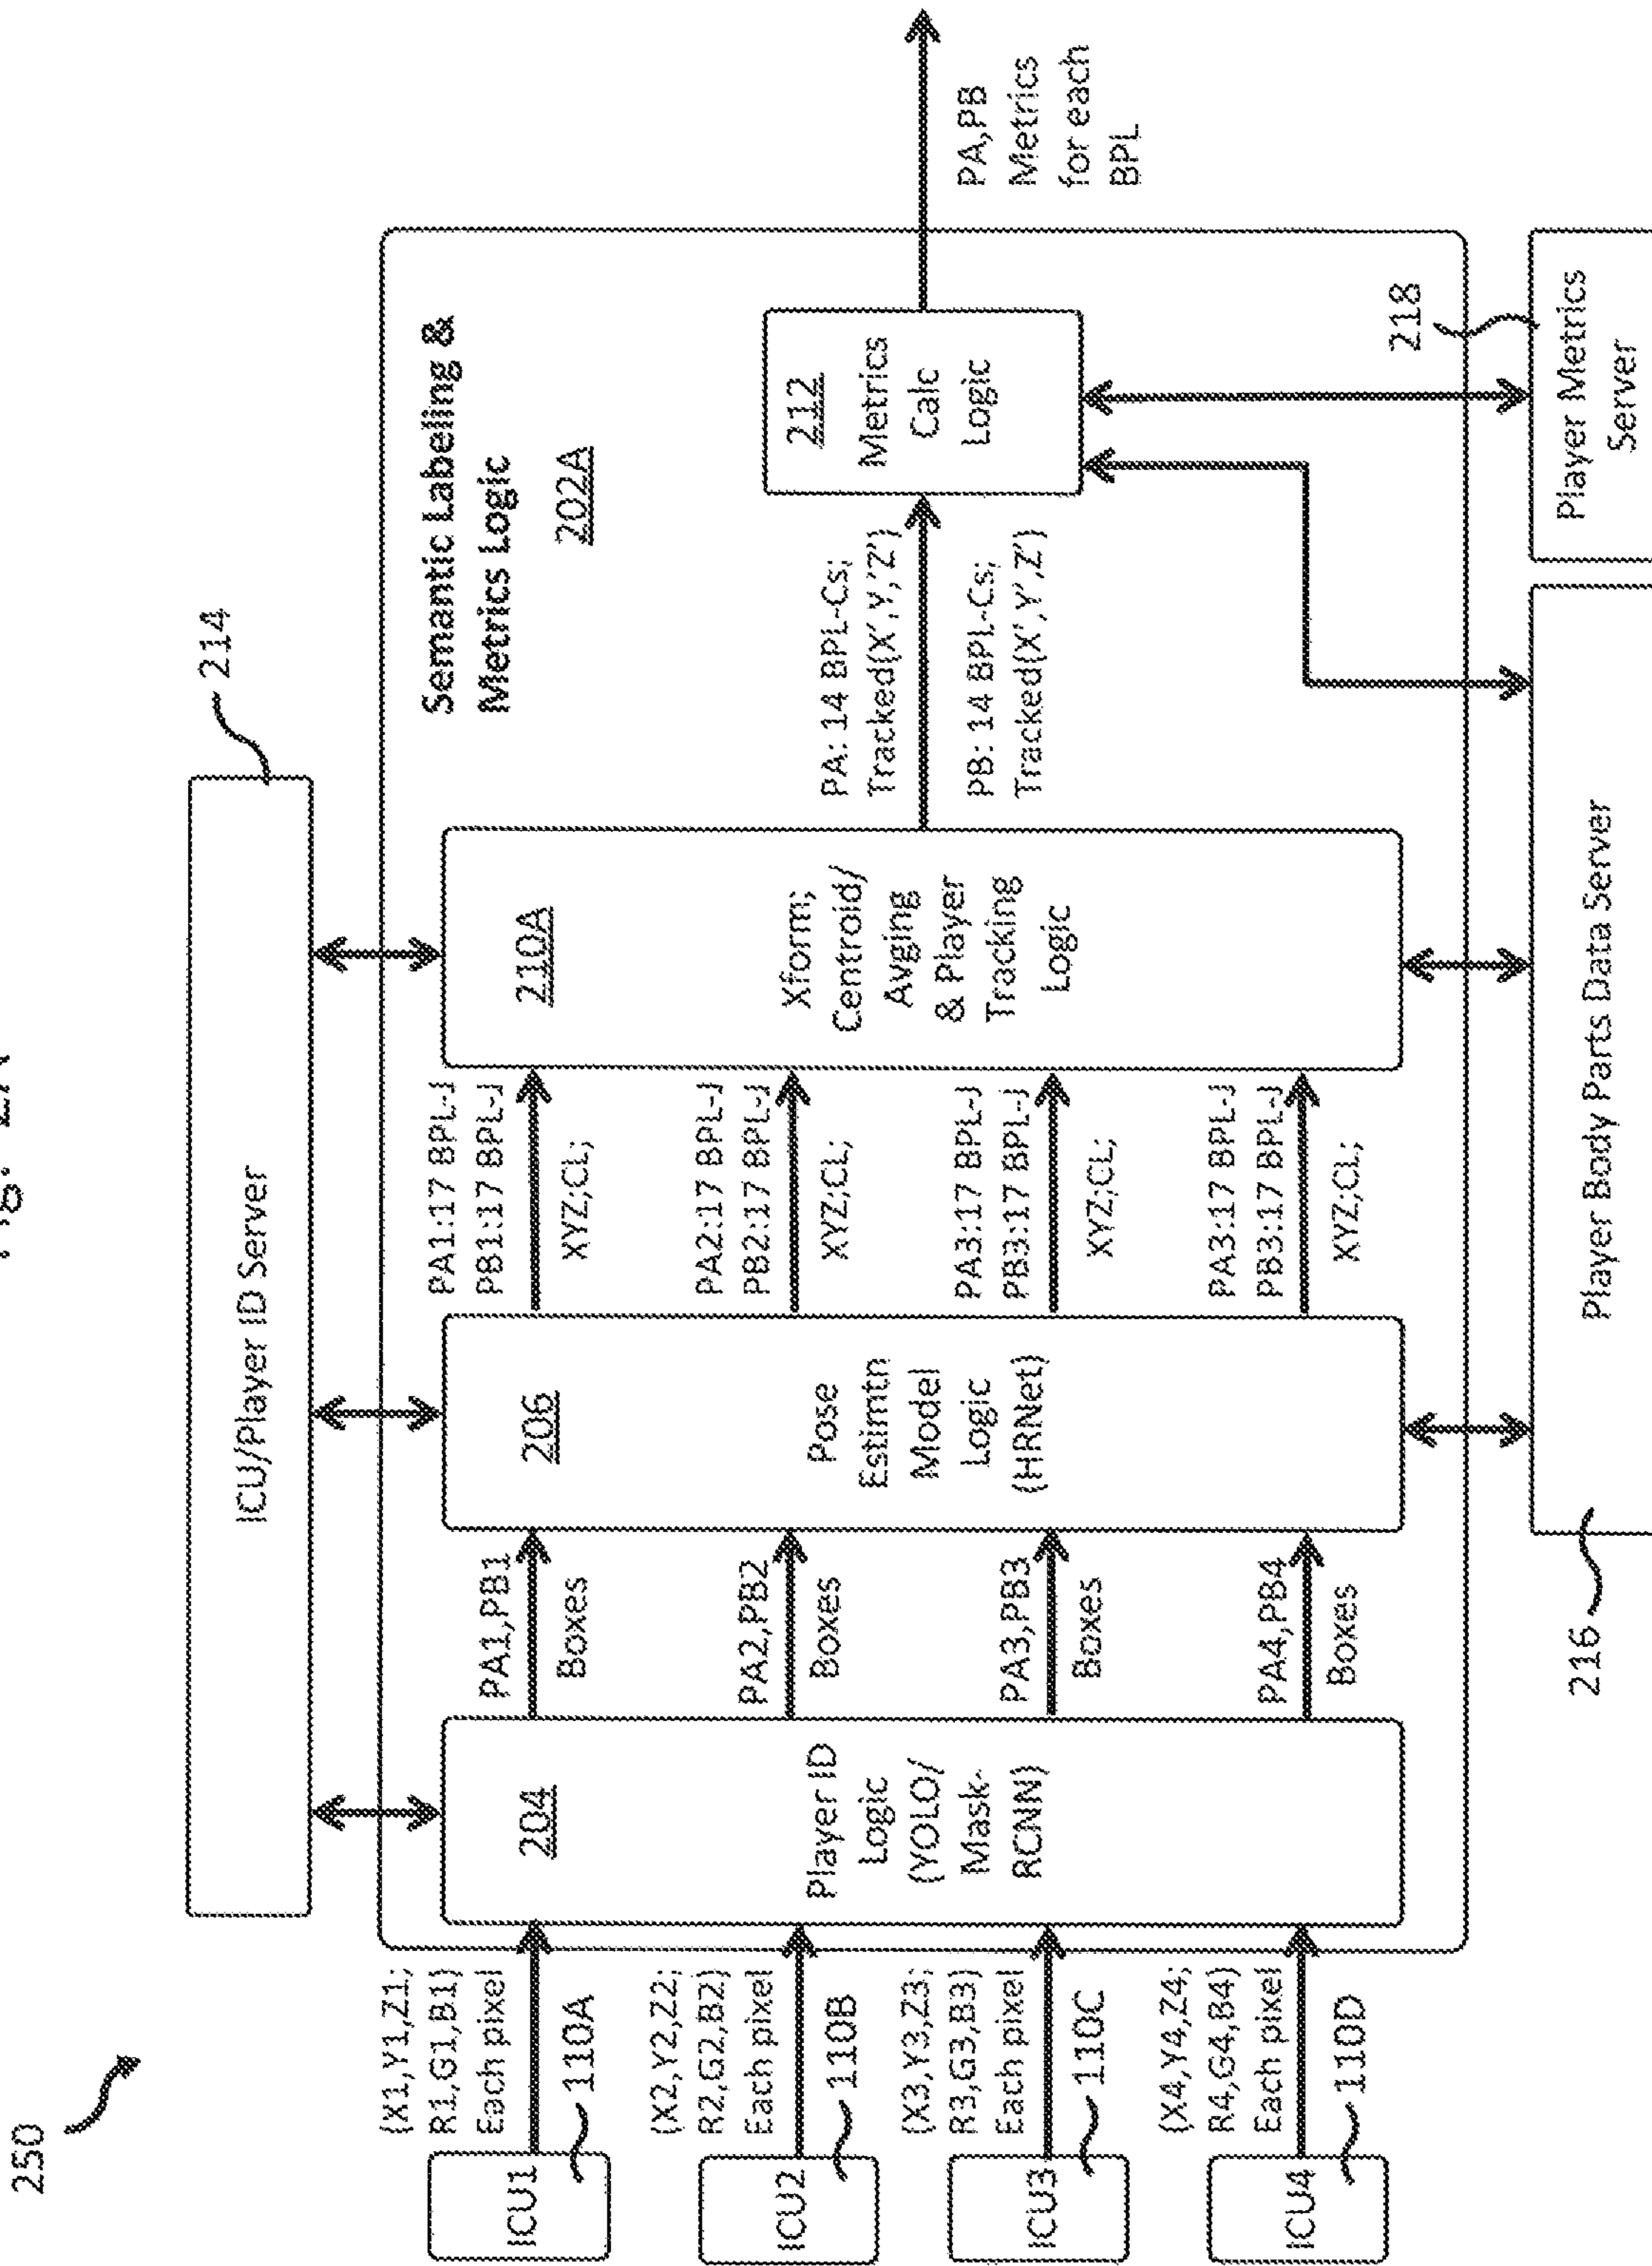 250
ICU/Player ID Server
214
Semantic Labeling &
Metrics Logic
202A
ICU1
110A
(X1,Y1,Z1;
R1,G1,B1)
Each pixel
ICU2
110B
(X2,Y2,Z2;
R2,G2,B2)
Each pixel
ICU3
110C
(X3,Y3,Z3;
R3,G3,B3)
Each pixel
ICU4
110D
(X4,Y4,Z4;
R4,G4,B4)
Each pixel
204
Player ID
Logic
(YOLO/
Mask-
RCNN)
PA1,PB1
Boxes
PA2,PB2
Boxes
PA3,PB3
Boxes
PA4,PB4
Boxes
206
Pose
Estimtn
Model
Logic
(HRNet)
PA1:17 BPL-J
PB1:17 BPL-J
XYZ;CL;
PA2:17 BPL-J
PB2:17 BPL-J
XYZ;CL;
PA3:17 BPL-J
PB3:17 BPL-J
XYZ;CL;
PA3:17 BPL-J
PB3:17 BPL-J
XYZ;CL;
210A
Xform;
Centroid/
Avging
& Player
Tracking
Logic
PA: 14 BPL-Cs;
Tracked(X',Y,'Z')
PB: 14 BPL-Cs;
Tracked(X',Y',Z')
212
Metrics
Calc
Logic
PA,PB
Metrics
for each
BPL
216
Player Body Parts Data Server
218
Player Metrics
Server